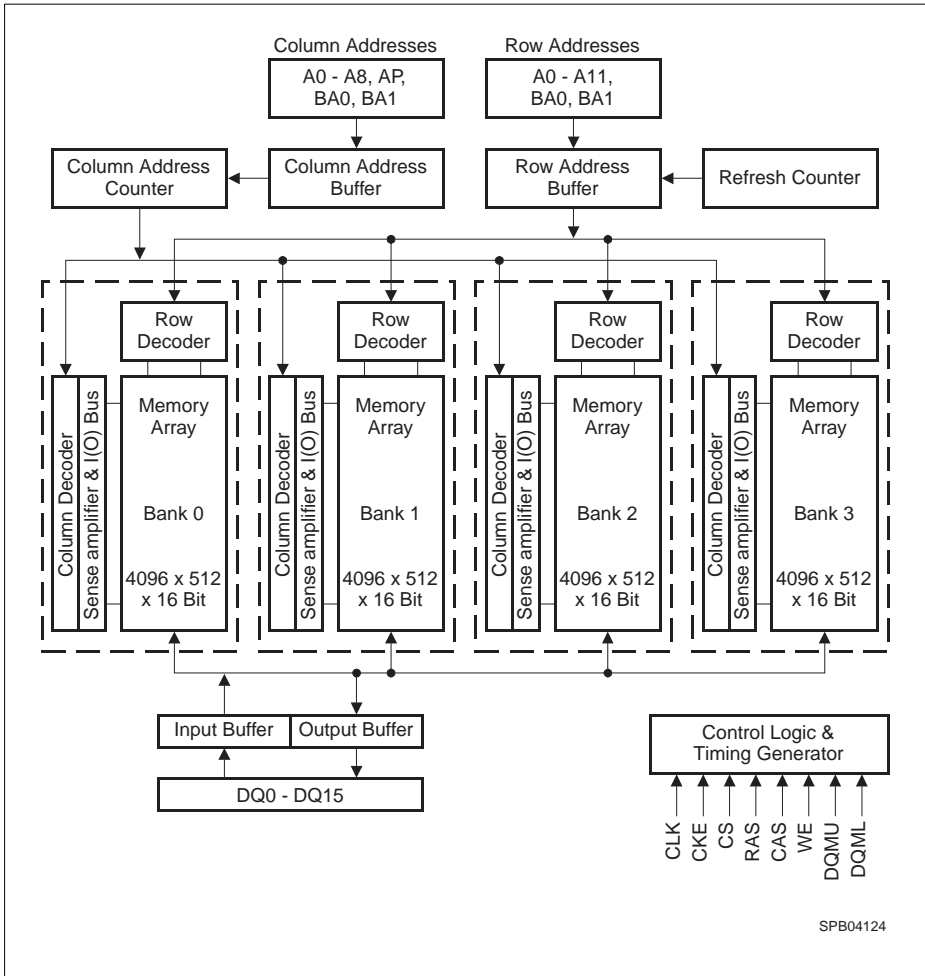 Column Addresses
Row Addresses
A0 - A8, AP,
BA0, BA1
A0 - A11,
BA0, BA1
Column Address
Counter
Column Address
Buffer
Row Address
Buffer
Refresh Counter
Row
Decoder
Row
Decoder
Row
Decoder
Row
Decoder
Column Decoder
Sense amplifier & I(O) Bus
Memory
Array
Bank 0
4096 x 512
x 16 Bit
Column Decoder
Sense amplifier & I(O) Bus
Memory
Array
Bank 1
4096 x 512
x 16 Bit
Column Decoder
Sense amplifier & I(O) Bus
Memory
Array
Bank 2
4096 x 512
x 16 Bit
Column Decoder
Sense amplifier & I(O) Bus
Memory
Array
Bank 3
4096 x 512
x 16 Bit
Input Buffer
Output Buffer
DQ0 - DQ15
Control Logic &
Timing Generator
CLK
CKE
CS
RAS
CAS
WE
DQMU
DQML
SPB04124